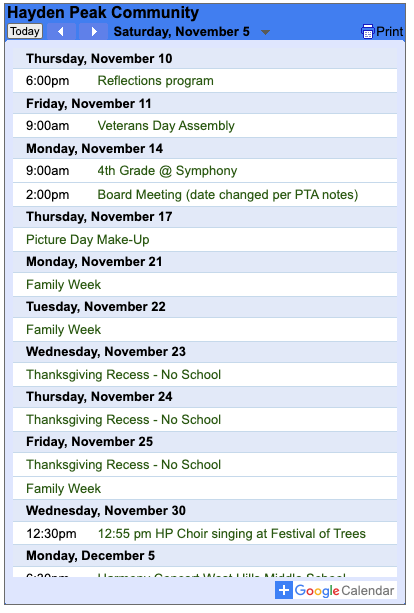 Hayden Peak Community
Today Saturday, November 5 Print
Thursday, November 10
6:00pm Reflections program
Friday, November 11
9:00am Veterans Day Assembly
Monday, November 14
9:00am 4th Grade @ Symphony
2:00pm Board Meeting (date changed per PTA notes)
Thursday, November 17
Picture Day Make-Up
Monday, November 21
Family Week
Tuesday, November 22
Family Week
Wednesday, November 23
Thanksgiving Recess - No School
Thursday, November 24
Thanksgiving Recess - No School
Friday, November 25
Thanksgiving Recess - No School
Family Week
Wednesday, November 30
12:30pm 12:55 pm HP Choir singing at Festival of Trees
Monday, December 5
6:30pm Harmony Concert West Hills Middle School
Google Calendar